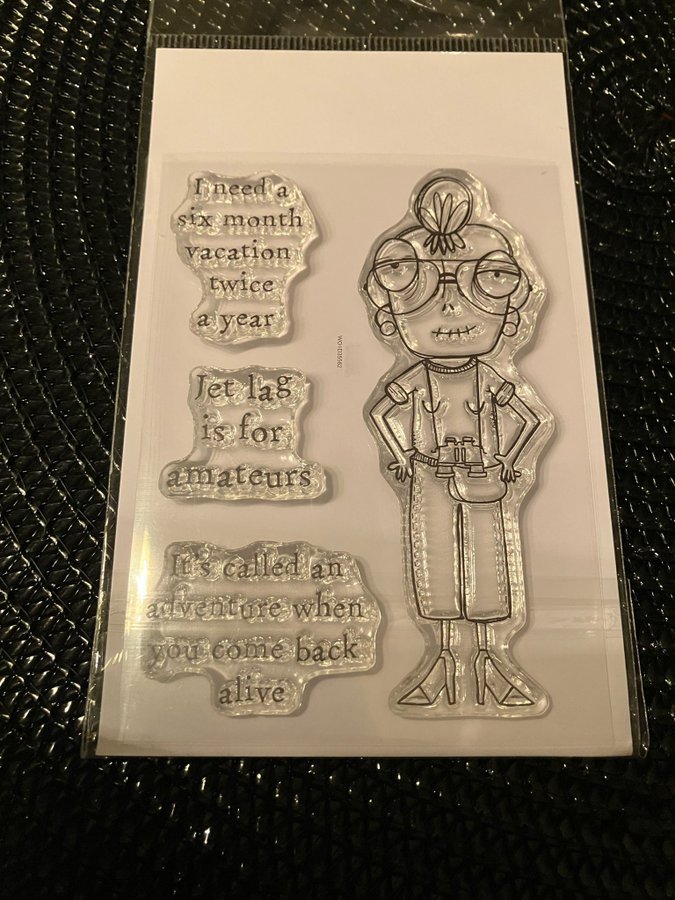 I need a
six month
vacation
twice
a year
Jet lag
is for
amateurs
It's called an
adventure when
you come back
alive